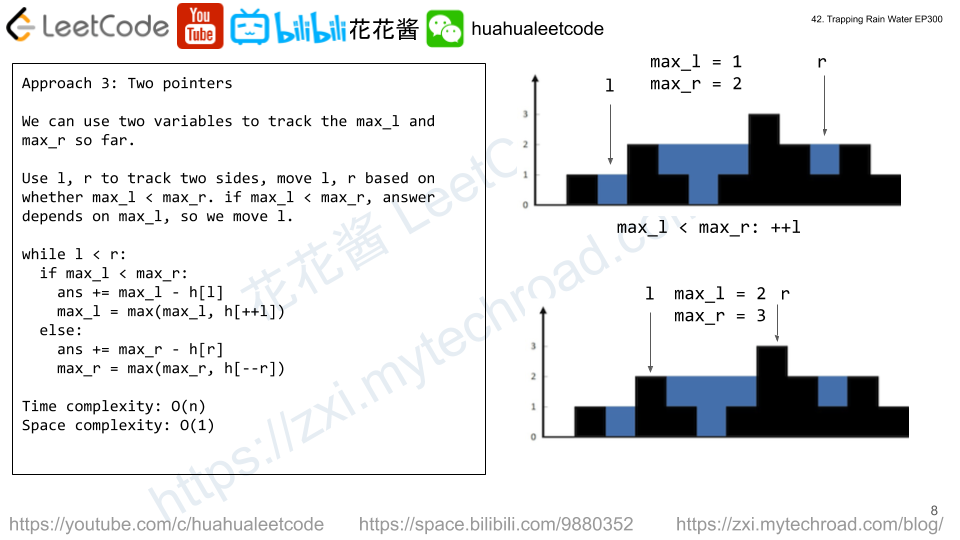 LeetCode
You
Tube
bilibili
花花酱
huahualeetcode
42. Trapping Rain Water EP300
Approach 3: Two pointers
We can use two variables to track the max_l and
max_r so far.
Use l, r to track two sides, move l, r based on
whether max_l < max_r. if max_l < max_r, answer
depends on max_l, so we move l.
while l < r:
if max_l < max_r:
ans += max_l - h[l]
max_l = max(max_l, h[++l])
else:
ans += max_r - h[r]
max_r = max(max_r, h[--r])
Time complexity: O(n)
Space complexity: O(1)
max_l = 1
max_r = 2
l
r
3
2
1
0
max_l < max_r: ++l
l max_l = 2 r
max_r = 3
3
2
1
0
花花酱 LeetC
https://zxi.mytechroad.com/
8
https://youtube.com/c/huahualeetcode
https://space.bilibili.com/9880352
https://zxi.mytechroad.com/blog/